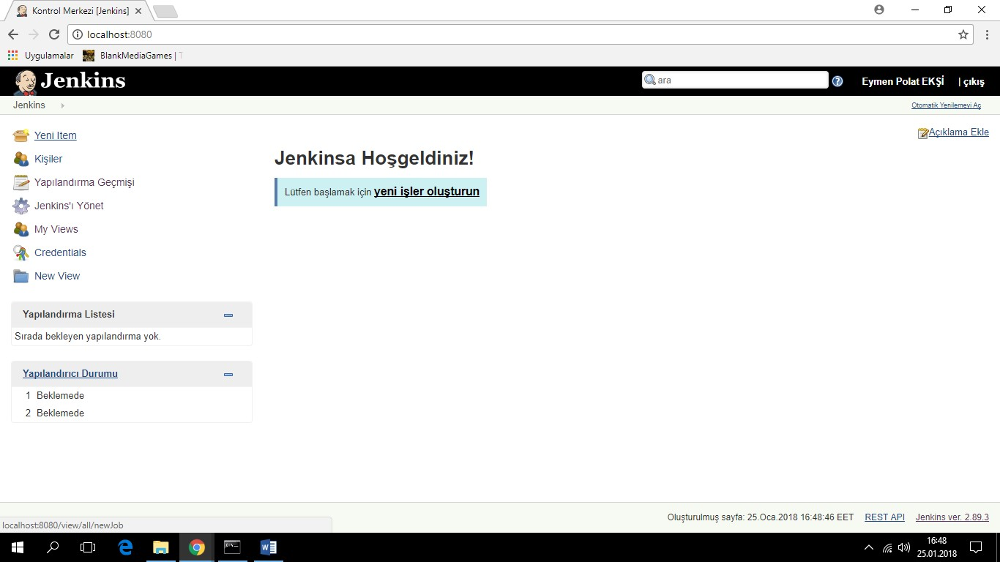 Kontrol Merkezi [Jenkins]
localhost:8080
Uygulamalar
BlankMediaGames | T
Jenkins
ara
Eymen Polat EKŞİ
| çıkış
Jenkins
Otomatik Yenilemeyi Aç
Yeni Item
Açıklama Ekle
Kişiler
Yapılandırma Geçmişi
Jenkins'ı Yönet
My Views
Credentials
New View
Jenkinsa Hoşgeldiniz!
Lütfen başlamak için yeni işler oluşturun
Yapılandırma Listesi
Sırada bekleyen yapılandırma yok.
Yapılandırıcı Durumu
1 Beklemede
2 Beklemede
Oluşturulmuş sayfa: 25.Oca.2018 16:48:46 EET
REST API
Jenkins ver. 2.89.3
localhost:8080/view/all/newJob
16:48
25.01.2018